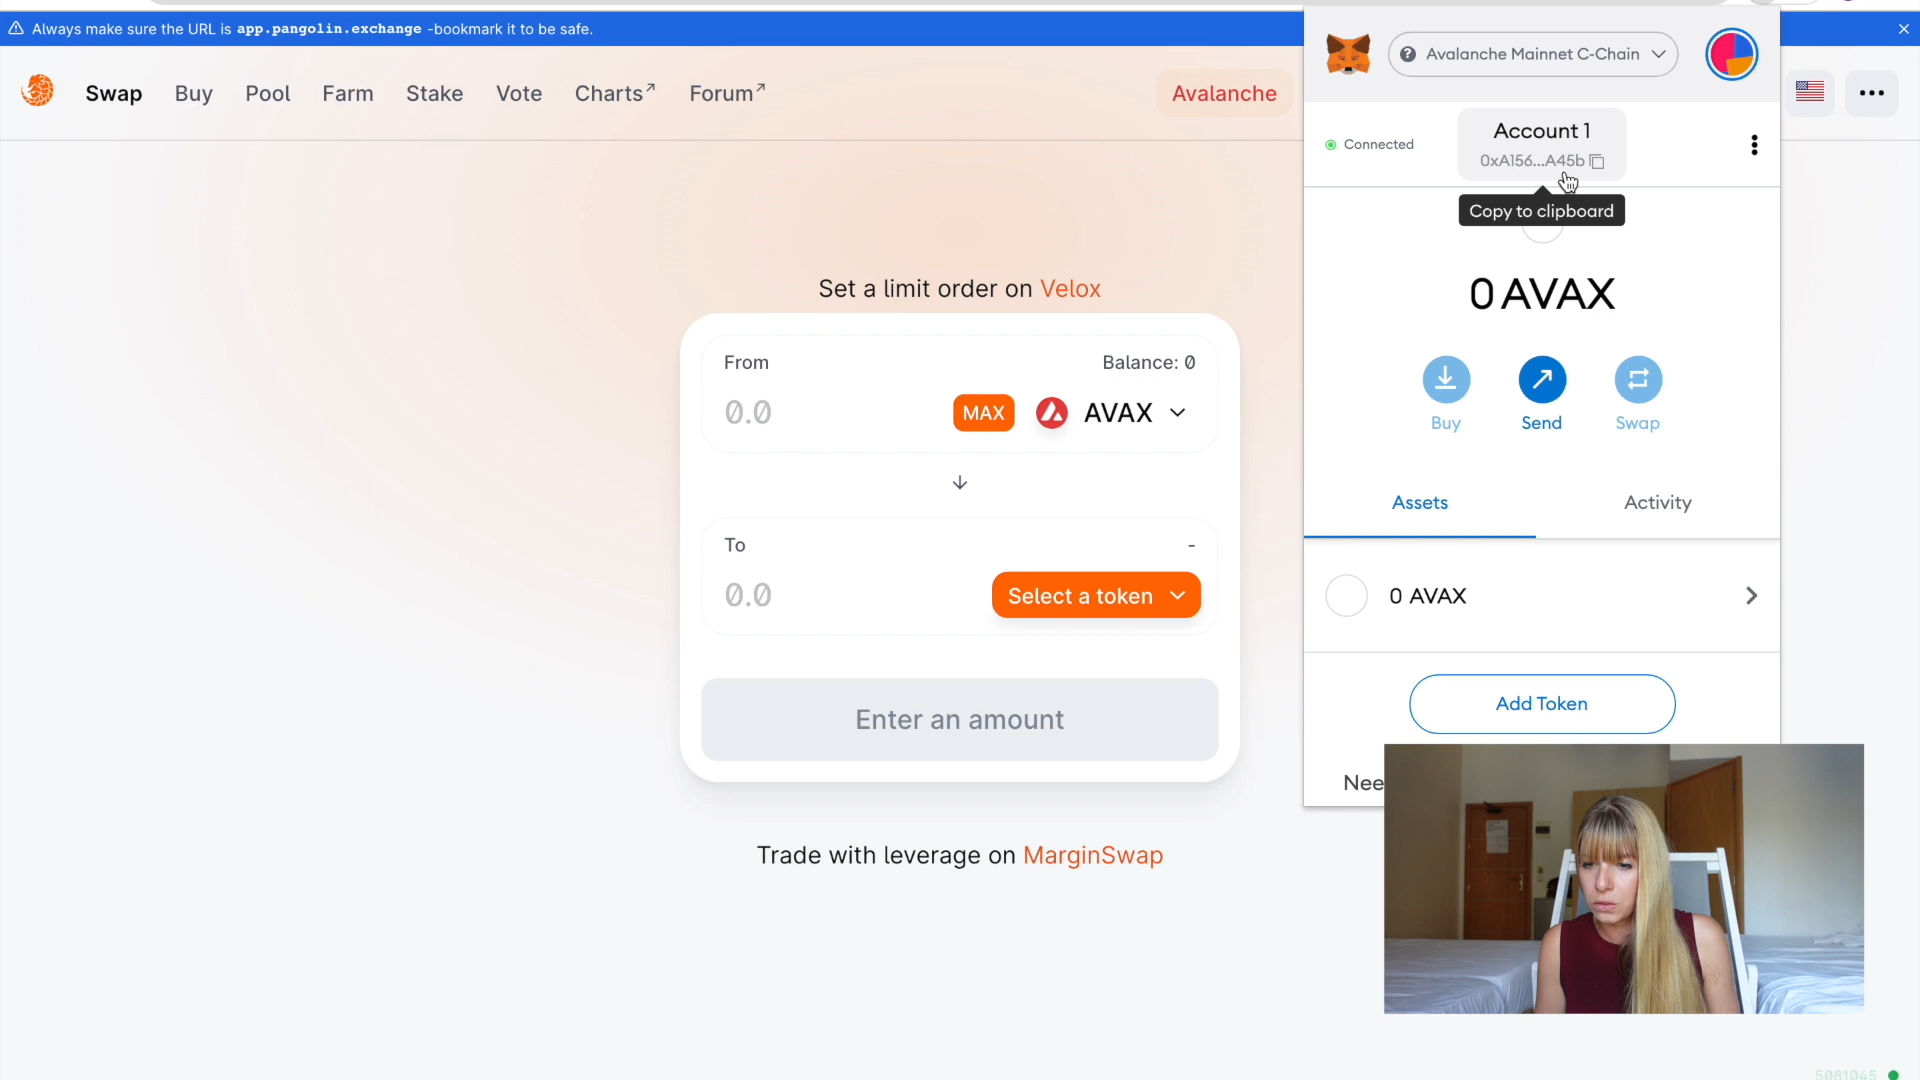 Always make sure the URL is app.pangolin.exchange -bookmark it to be safe.
Swap
Buy
Pool
Farm
Stake
Vote
Charts↗
Forum↗
Avalanche
Avalanche Mainnet C-Chain
Connected
Account 1
0xA156...A45b
Copy to clipboard
0 AVAX
Buy
Send
Swap
Assets
Activity
0 AVAX
Add Token
Nee
Set a limit order on Velox
From
Balance: 0
0.0
MAX
AVAX
To
-
0.0
Select a token
Enter an amount
Trade with leverage on MarginSwap
5081045